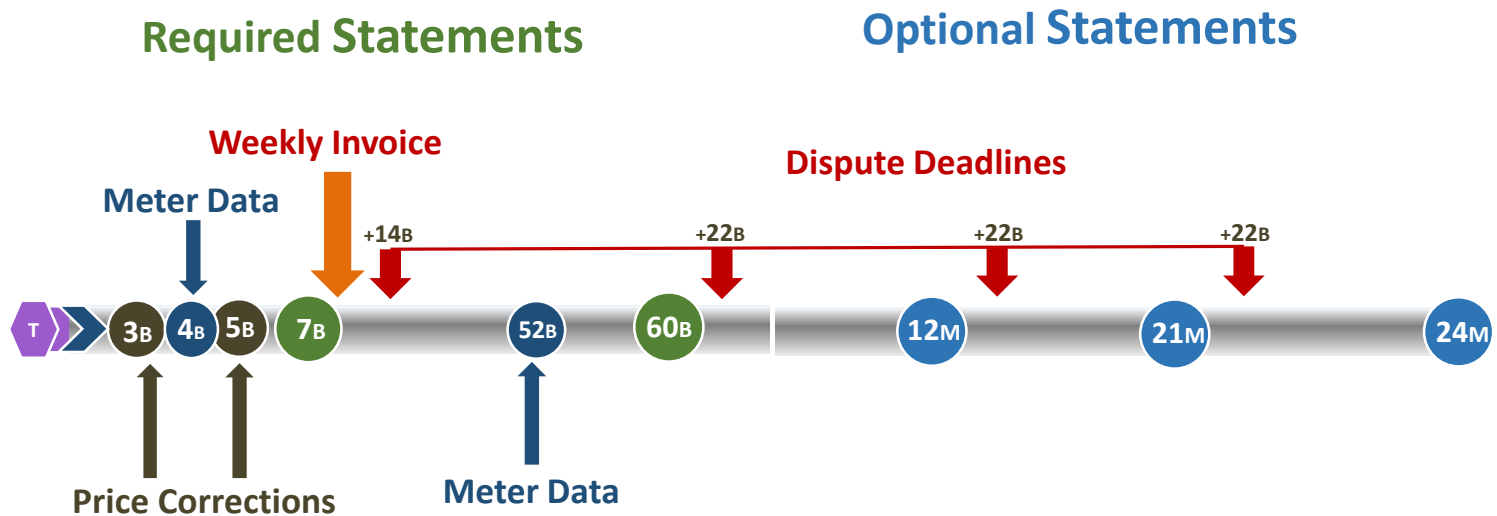 Required Statements
Optional Statements
Weekly Invoice
Dispute Deadlines
Meter Data
+14B
+22B
+22B
+22B
T
3B
4B
5B
7B
52B
60B
12M
21M
24M
Price Corrections
Meter Data